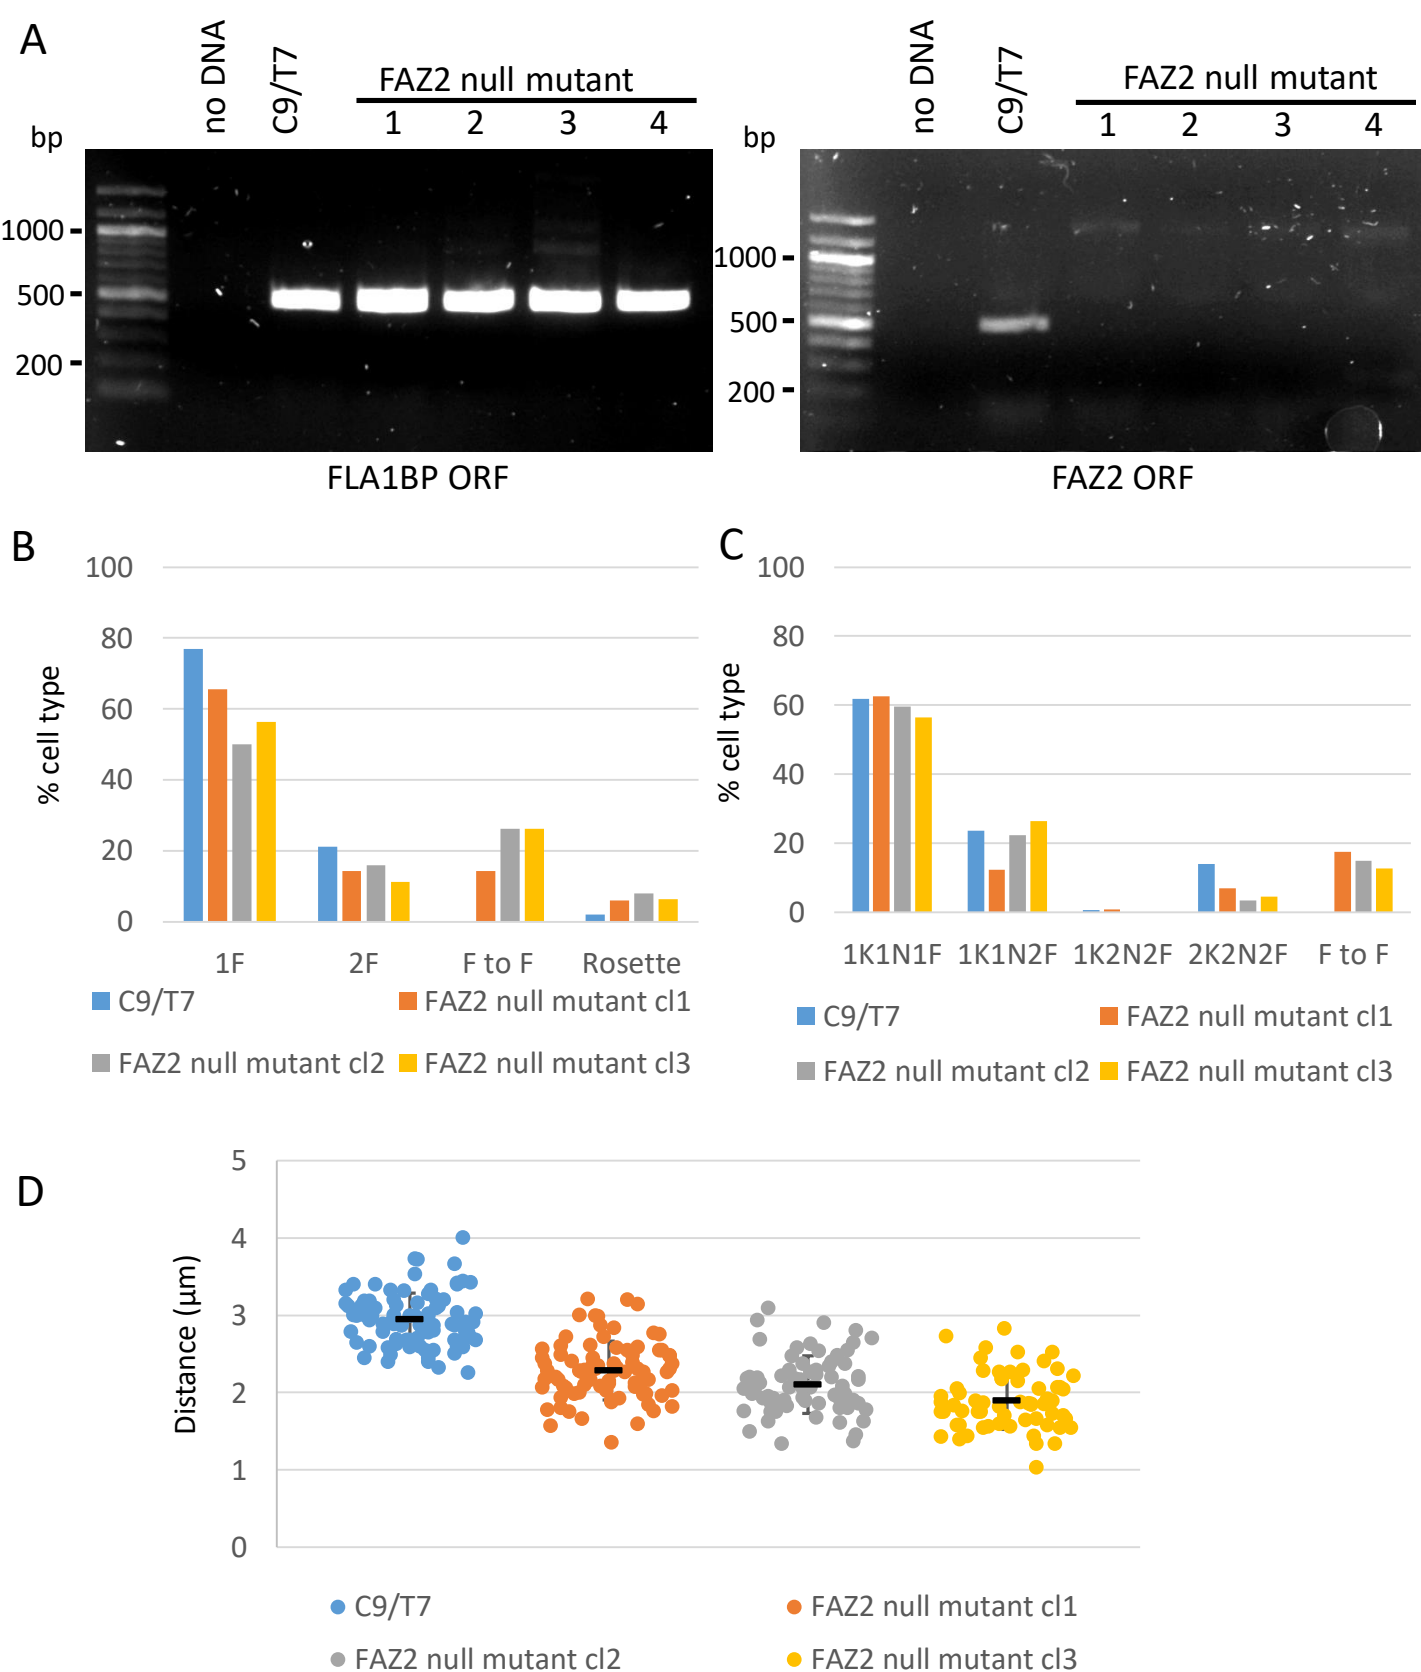 A
no DNA
C9/T7
FAZ2 null mutant
1 2 3 4
bp
1000
500
200
FLA1BP ORF
no DNA
C9/T7
FAZ2 null mutant
1 2 3 4
bp
1000
500
200
FAZ2 ORF
B
% cell type
100
80
60
40
20
0
1F 2F F to F Rosette
C9/T7 FAZ2 null mutant cl1
FAZ2 null mutant cl2 FAZ2 null mutant cl3
C
% cell type
100
80
60
40
20
0
1K1N1F 1K1N2F 1K2N2F 2K2N2F F to F
C9/T7 FAZ2 null mutant cl1
FAZ2 null mutant cl2 FAZ2 null mutant cl3
D
Distance (µm)
5
4
3
2
1
0
C9/T7 FAZ2 null mutant cl1
FAZ2 null mutant cl2 FAZ2 null mutant cl3